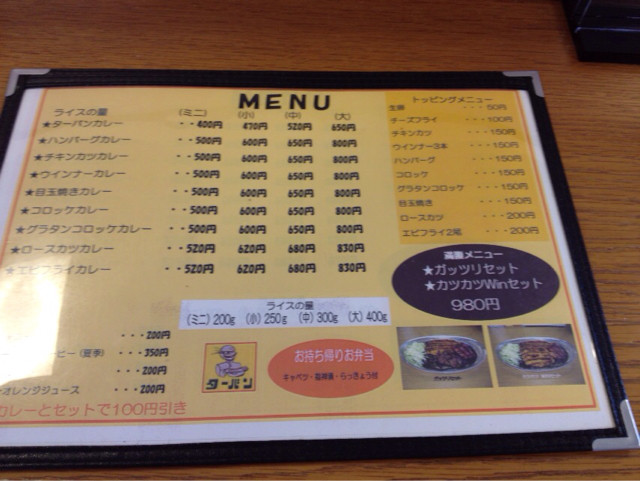 MENU
ライスの量 (ミニ) (小) (中) (大)
★ターバンカレー ・・400円 470円 520円 650円
★ハンバーグカレー ・・500円 600円 650円 800円
★チキンカツカレー ・・500円 600円 650円 800円
★ウィンナーカレー ・・500円 600円 650円 800円
★目玉焼きカレー ・・500円 600円 650円 800円
★コロッケカレー ・・500円 600円 650円 800円
★グラタンコロッケカレー ・・500円 600円 650円 800円
★ロースカツカレー ・・520円 620円 680円 830円
★エビフライカレー ・・520円 620円 680円 830円
ライスの量
(ミニ) 200g (小) 250g (中) 300g (大) 400g
・・・200円
ーヒー (夏季) ・・・350円
・・・200円
オレンジジュース ・・・200円
カレーとセットで100円引き
ターバン
お持ち帰りお弁当
キャベツ・福神漬・らっきょう付
トッピングメニュー
生卵 ・・・50円
チーズフライ ・・・100円
チキンカツ ・・・150円
ウインナー3本 ・・・150円
ハンバーグ ・・・150円
コロッケ ・・・150円
グラタンコロッケ ・・・150円
目玉焼き ・・・150円
ロースカツ ・・・200円
エビフライ2尾 ・・・200円
満腹メニュー
★ガッツリセット
★カツカツWinセット
980円